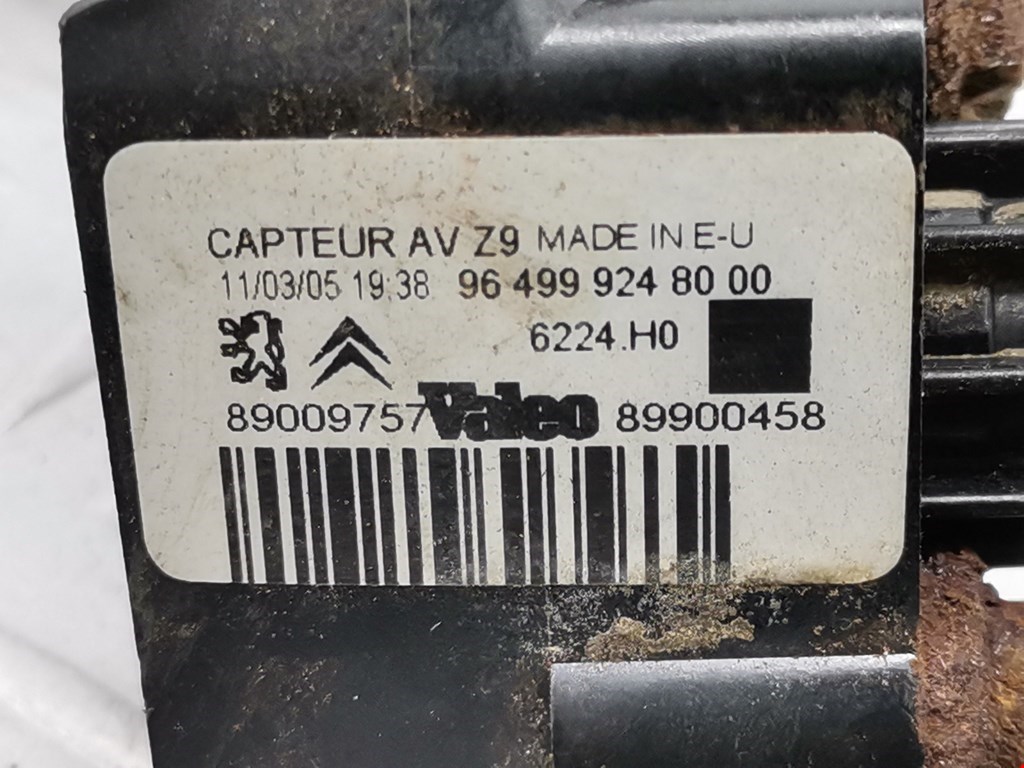 CAPTEUR AV Z9 MADE IN E-U
11/03/05 19:38 96 499 924 80 00
6224.H0
89009757 Valeo 89900458